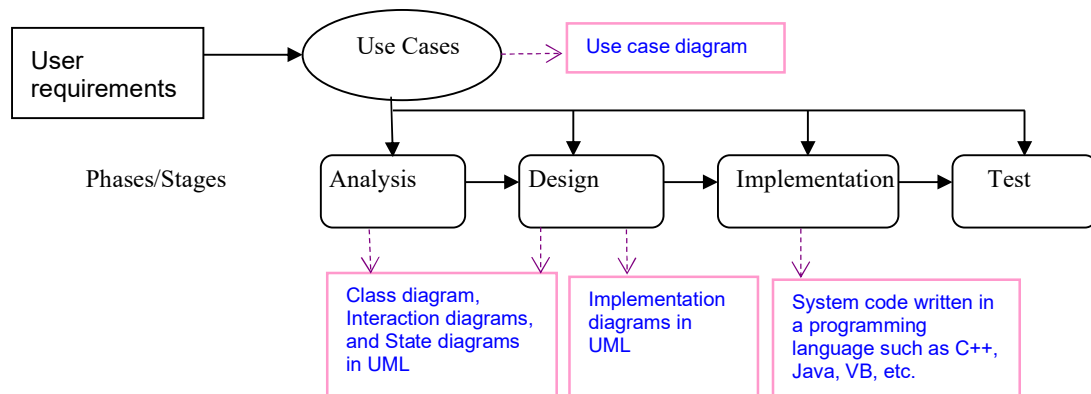 User
requirements
Use Cases
Use case diagram
Phases/Stages
Analysis
Design
Implementation
Test
Class diagram,
Interaction diagrams,
and State diagrams
in UML
Implementation
diagrams in
UML
System code written in
a programming
language such as C++,
Java, VB, etc.